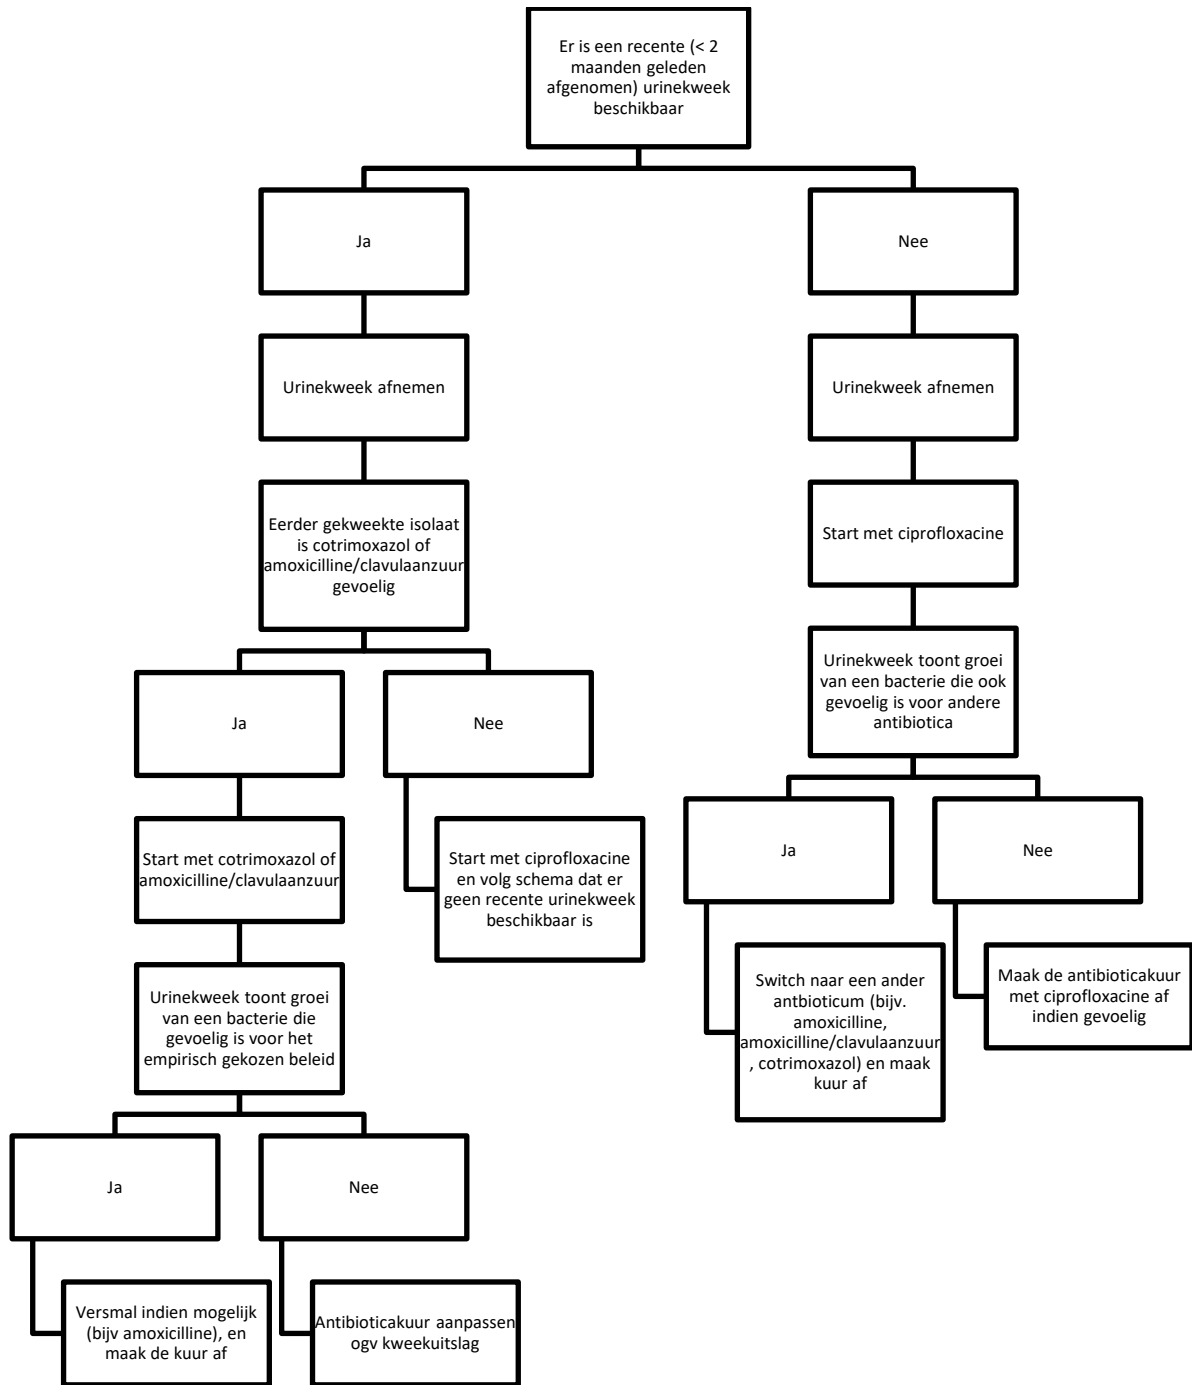 Er is een recente (< 2
maanden geleden
afgenomen) urinekweek
beschikbaar
Ja
Nee
Urinekweek afnemen
Urinekweek afnemen
Eerder gekweekte isolaat
is cotrimoxazol of
amoxicilline/clavulaanzuur
gevoelig
Start met ciprofloxacine
Ja
Nee
Urinekweek toont groei
van een bacterie die ook
gevoelig is voor andere
antibiotica
Start met cotrimoxazol of
amoxicilline/clavulaanzuur
Start met ciprofloxacine
en volg schema dat er
geen recente urinekweek
beschikbaar is
Ja
Nee
Urinekweek toont groei
van een bacterie die
gevoelig is voor het
empirisch gekozen beleid
Switch naar een ander
antbioticum (bijv.
amoxicilline,
amoxicilline/clavulaanzuur
, cotrimoxazol) en maak
kuur af
Maak de antibioticakuur
met ciprofloxacine af
indien gevoelig
Ja
Nee
Versmal indien mogelijk
(bijv amoxicilline), en
maak de kuur af
Antibioticakuur aanpassen
ogv kweekuitslag